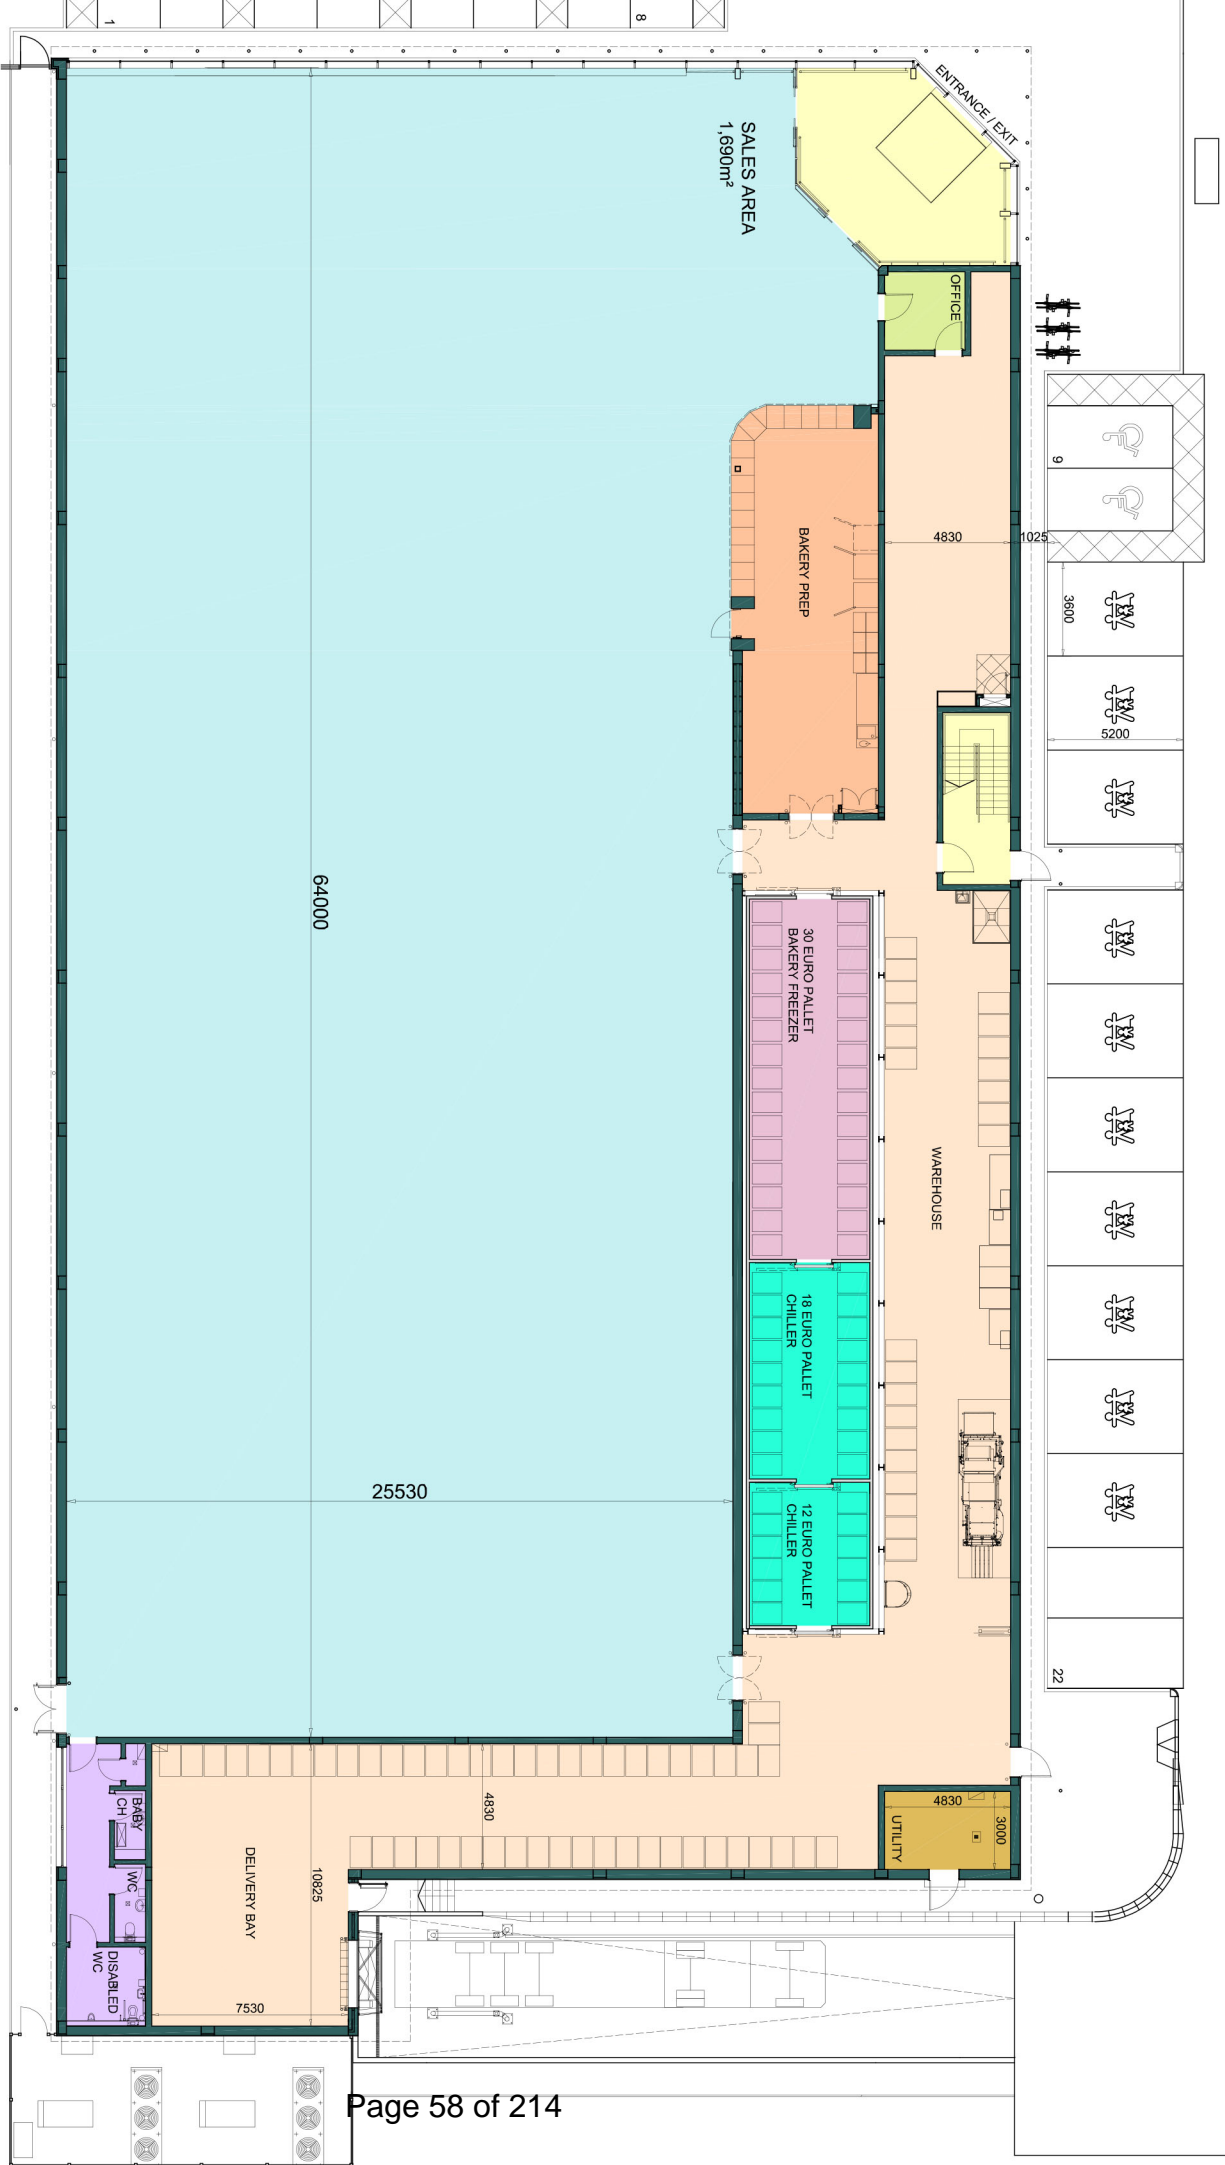 1
8
ENTRANCE / EXIT
SALES AREA
1,690m²
OFFICE
9
4830
1025
BAKERY PREP
3600
5200
64000
30 EURO PALLET
BAKERY FREEZER
WAREHOUSE
18 EURO PALLET
CHILLER
25530
12 EURO PALLET
CHILLER
22
BABY
CH
4830
4830
3000
UTILITY
WC
DELIVERY BAY
10825
DISABLED
WC
7530
Page 58 of 214